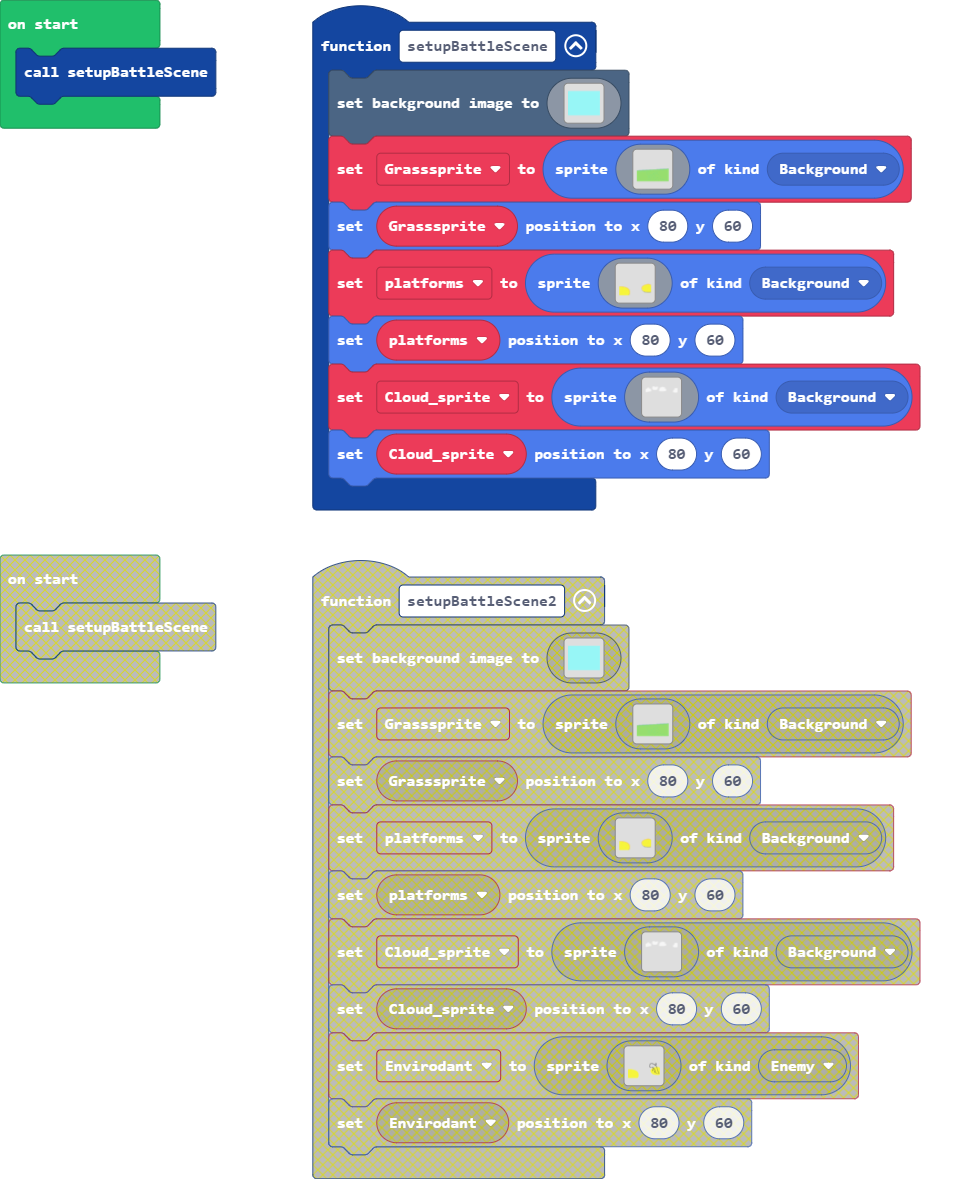 on start
call setupBattleScene
function setupBattleScene
set background image to
set Grasssprite to sprite of kind Background
set Grasssprite position to x 80 y 60
set platforms to sprite of kind Background
set platforms position to x 80 y 60
set Cloud_sprite to sprite of kind Background
set Cloud_sprite position to x 80 y 60
on start
call setupBattleScene
function setupBattleScene2
set background image to
set Grasssprite to sprite of kind Background
set Grasssprite position to x 80 y 60
set platforms to sprite of kind Background
set platforms position to x 80 y 60
set Cloud_sprite to sprite of kind Background
set Cloud_sprite position to x 80 y 60
set Envirodant to sprite of kind Enemy
set Envirodant position to x 80 y 60